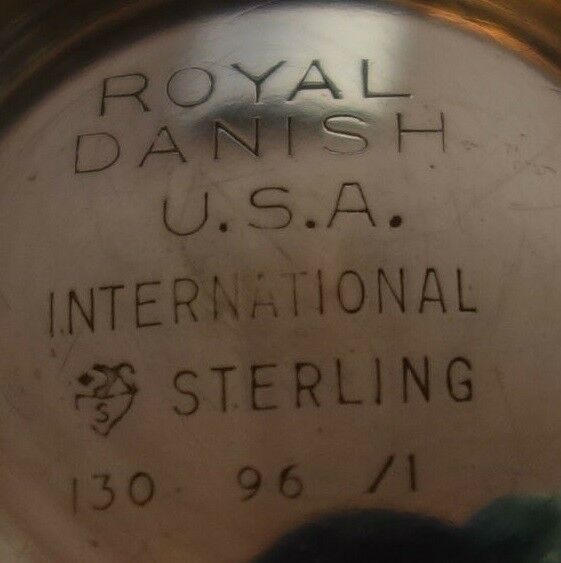 ROYAL
DANISH
U.S.A.
INTERNATIONAL
S STERLING
130 96 /1